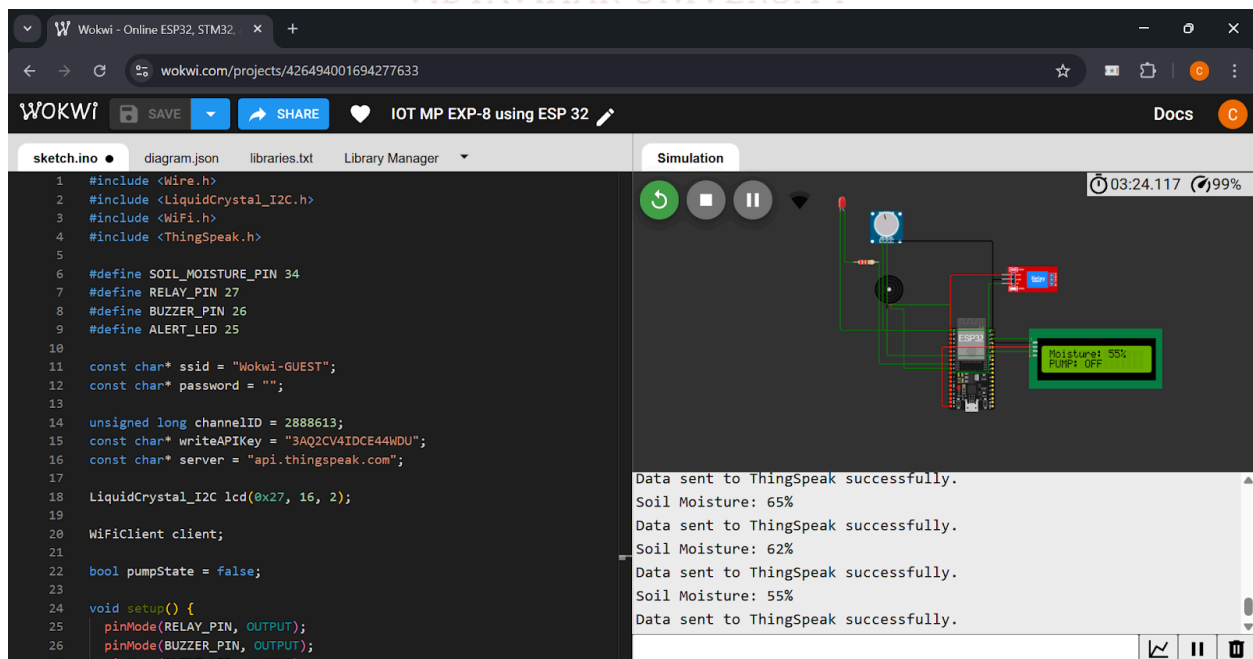 Wokwi - Online ESP32, STM32,
wokwi.com/projects/426494001694277633
WOKWI
SAVE
SHARE
IOT MP EXP-8 using ESP 32
Docs
C
sketch.ino
diagram.json
libraries.txt
Library Manager
1 #include <Wire.h>
2 #include <LiquidCrystal_I2C.h>
3 #include <WiFi.h>
4 #include <ThingSpeak.h>
5
6 #define SOIL_MOISTURE_PIN 34
7 #define RELAY_PIN 27
8 #define BUZZER_PIN 26
9 #define ALERT_LED 25
10
11 const char* ssid = "Wokwi-GUEST";
12 const char* password = "";
13
14 unsigned long channelID = 2888613;
15 const char* writeAPIKey = "3AQ2CV4IDCE44WDU";
16 const char* server = "api.thingspeak.com";
17
18 LiquidCrystal_I2C lcd(0x27, 16, 2);
19
20 WiFiClient client;
21
22 bool pumpState = false;
23
24 void setup() {
25 pinMode(RELAY_PIN, OUTPUT);
26 pinMode(BUZZER_PIN, OUTPUT);
Simulation
03:24.117 99%
Relay
ESP32
Moisture: 55%
PUMP: OFF
Data sent to ThingSpeak successfully.
Soil Moisture: 65%
Data sent to ThingSpeak successfully.
Soil Moisture: 62%
Data sent to ThingSpeak successfully.
Soil Moisture: 55%
Data sent to ThingSpeak successfully.